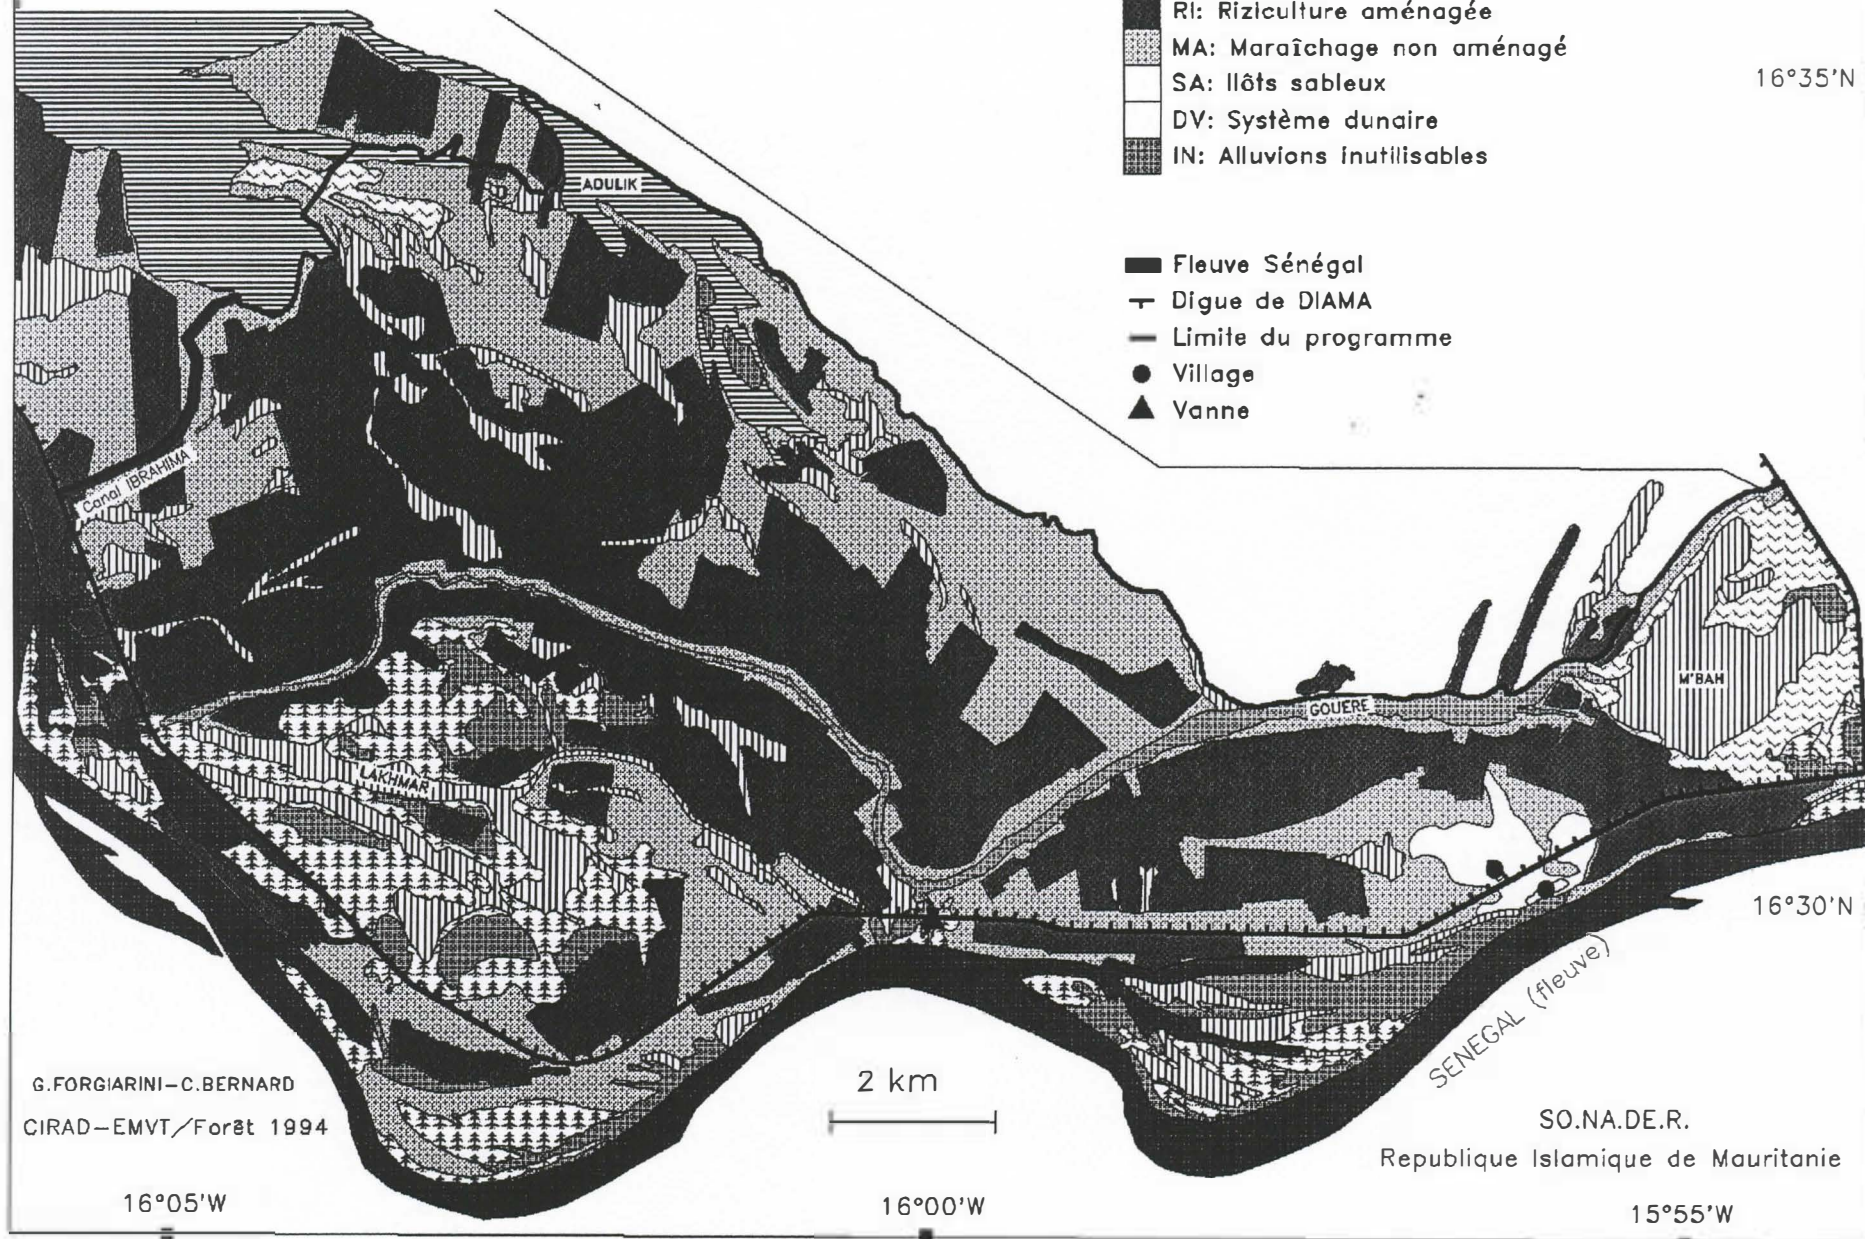 RI: Riziculture aménagée
MA: Maraîchage non aménagé
SA: Ilôts sableux
DV: Système dunaire
IN: Alluvions inutilisables
16°35'N
Fleuve Sénégal
Digue de DIAMA
Limite du programme
Village
Vanne
AOULIK
Canal IBRAHIMA
M'BAH
GOUERE
LAKHMAR
16°30'N
SENEGAL (fleuve)
G.FORGIARINI-C.BERNARD
CIRAD-EMVT/Forêt 1994
2 km
SO.NA.DE.R.
Republique Islamique de Mauritanie
16°05'W
16°00'W
15°55'W